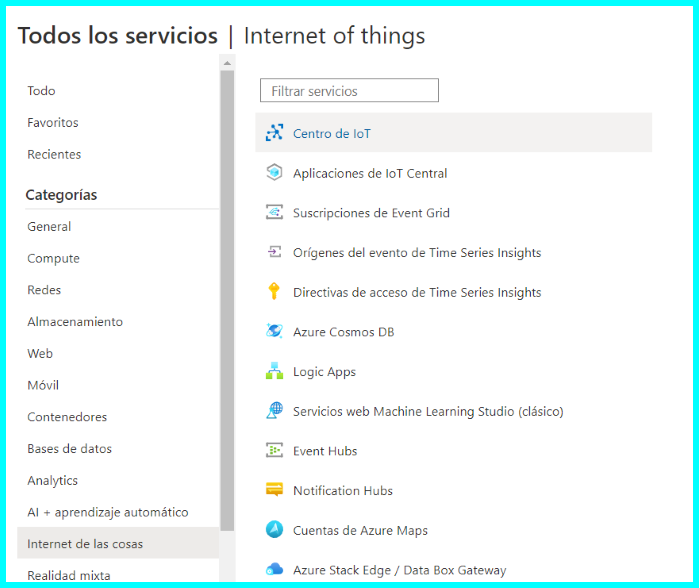 Todos los servicios | Internet of things
Todo
Favoritos
Recientes
Categorías
General
Compute
Redes
Almacenamiento
Web
Móvil
Contenedores
Bases de datos
Analytics
AI + aprendizaje automático
Internet de las cosas
Realidad mixta
Filtrar servicios
Centro de IoT
Aplicaciones de IoT Central
Suscripciones de Event Grid
Orígenes del evento de Time Series Insights
Directivas de acceso de Time Series Insights
Azure Cosmos DB
Logic Apps
Servicios web Machine Learning Studio (clásico)
Event Hubs
Notification Hubs
Cuentas de Azure Maps
Azure Stack Edge / Data Box Gateway